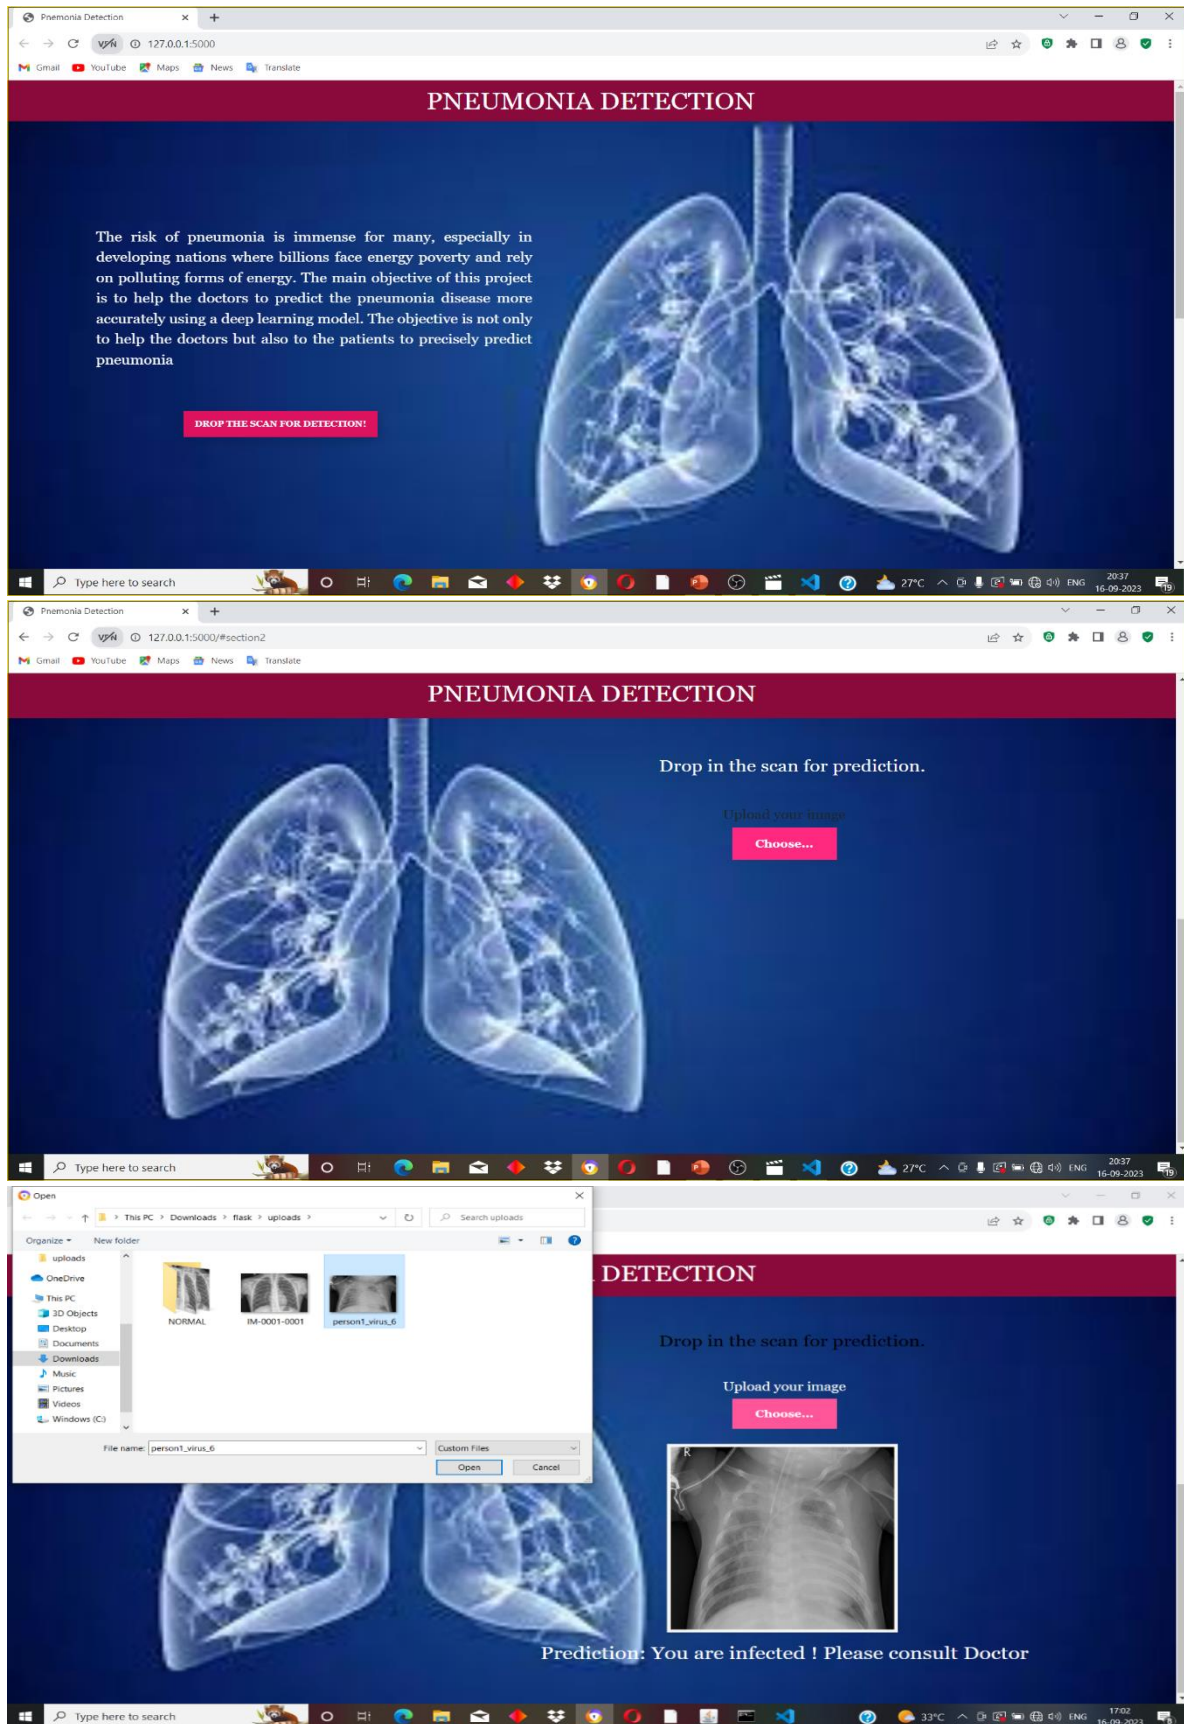 Pnemonia Detection
127.0.0.1:5000
Gmail YouTube Maps News Translate
PNEUMONIA DETECTION
The risk of pneumonia is immense for many, especially in
developing nations where billions face energy poverty and rely
on polluting forms of energy. The main objective of this project
is to help the doctors to predict the pneumonia disease more
accurately using a deep learning model. The objective is not only
to help the doctors but also to the patients to precisely predict
pneumonia
DROP THE SCAN FOR DETECTION!
Type here to search
27°C ENG
20:37
16-09-2023
19
Pnemonia Detection
127.0.0.1:5000/#section2
Gmail YouTube Maps News Translate
PNEUMONIA DETECTION
Drop in the scan for prediction.
Upload your image
Choose...
Type here to search
27°C ENG
20:37
16-09-2023
19
Open
This PC > Downloads > flask > uploads >
Search uploads
Organize
New folder
uploads
OneDrive
This PC
3D Objects
Desktop
Documents
Downloads
Music
Pictures
Videos
Windows (C:)
NORMAL
IM-0001-0001
person1_virus_6
File name: person1_virus_6
Custom Files
Open
Cancel
DETECTION
Drop in the scan for prediction.
Upload your image
Choose...
R
Prediction: You are infected ! Please consult Doctor
Type here to search
33°C ENG
17:02
16-09-2023